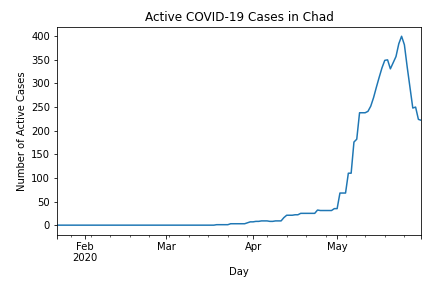 Active COVID-19 Cases in Chad
Number of Active Cases
400
350
300
250
200
150
100
50
0
Feb
2020
Mar
Apr
May
Day